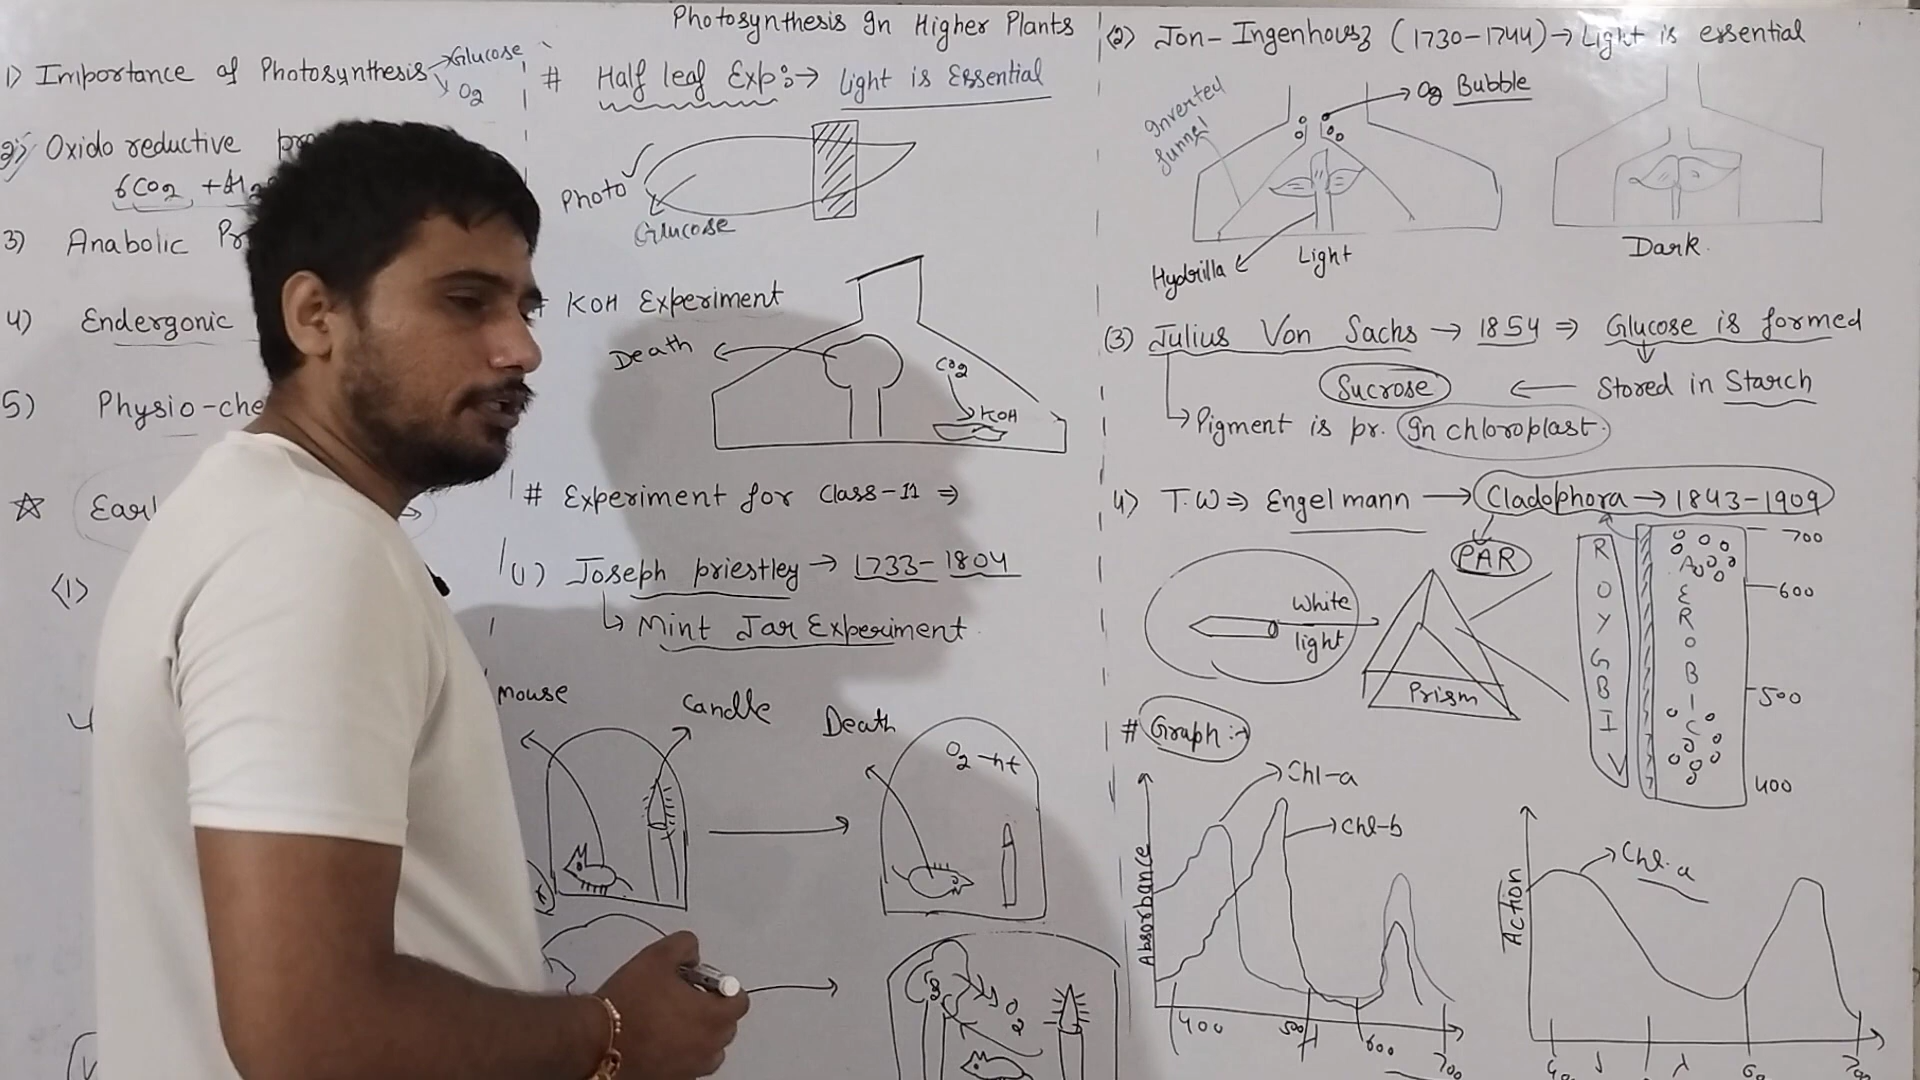 Photosynthesis In Higher Plants
1) Importance of Photosynthesis → Glucose
O2
2) Oxido reductive
6CO2 +
3) Anabolic
4) Endergonic
5) Physio-che
☆ Earl
<1>
# Half leaf Exp:→ Light is Essential
Photo ✓
Glucose
KOH Experiment
Death
CO2
KOH
# Experiment for Class-11 ⇒
(1) Joseph priestley → 1733-1804
↳ Mint Jar Experiment
Mouse
Candle
Death
O2
O2
(2) Jon-Ingenhousz (1730-1744) → Light is essential
Inverted
funnel
O2 Bubble
Hydrilla
Light
Dark.
(3) Julius Von Sachs → 1854 ⇒ Glucose is formed
Sucrose ← Stored in Starch
↳ Pigment is pr. In chloroplast.
4) T.W ⇒ Engelmann → Cladophora → 1843-1909
PAR
White
light
Prism
R
O
Y
G
B
I
V
A
E
R
O
B
I
C
700
600
500
400
# Graph:→
Chl-a
Chl-b
Absorbance
400 500 600 700
Action
Chl-a
λ
700